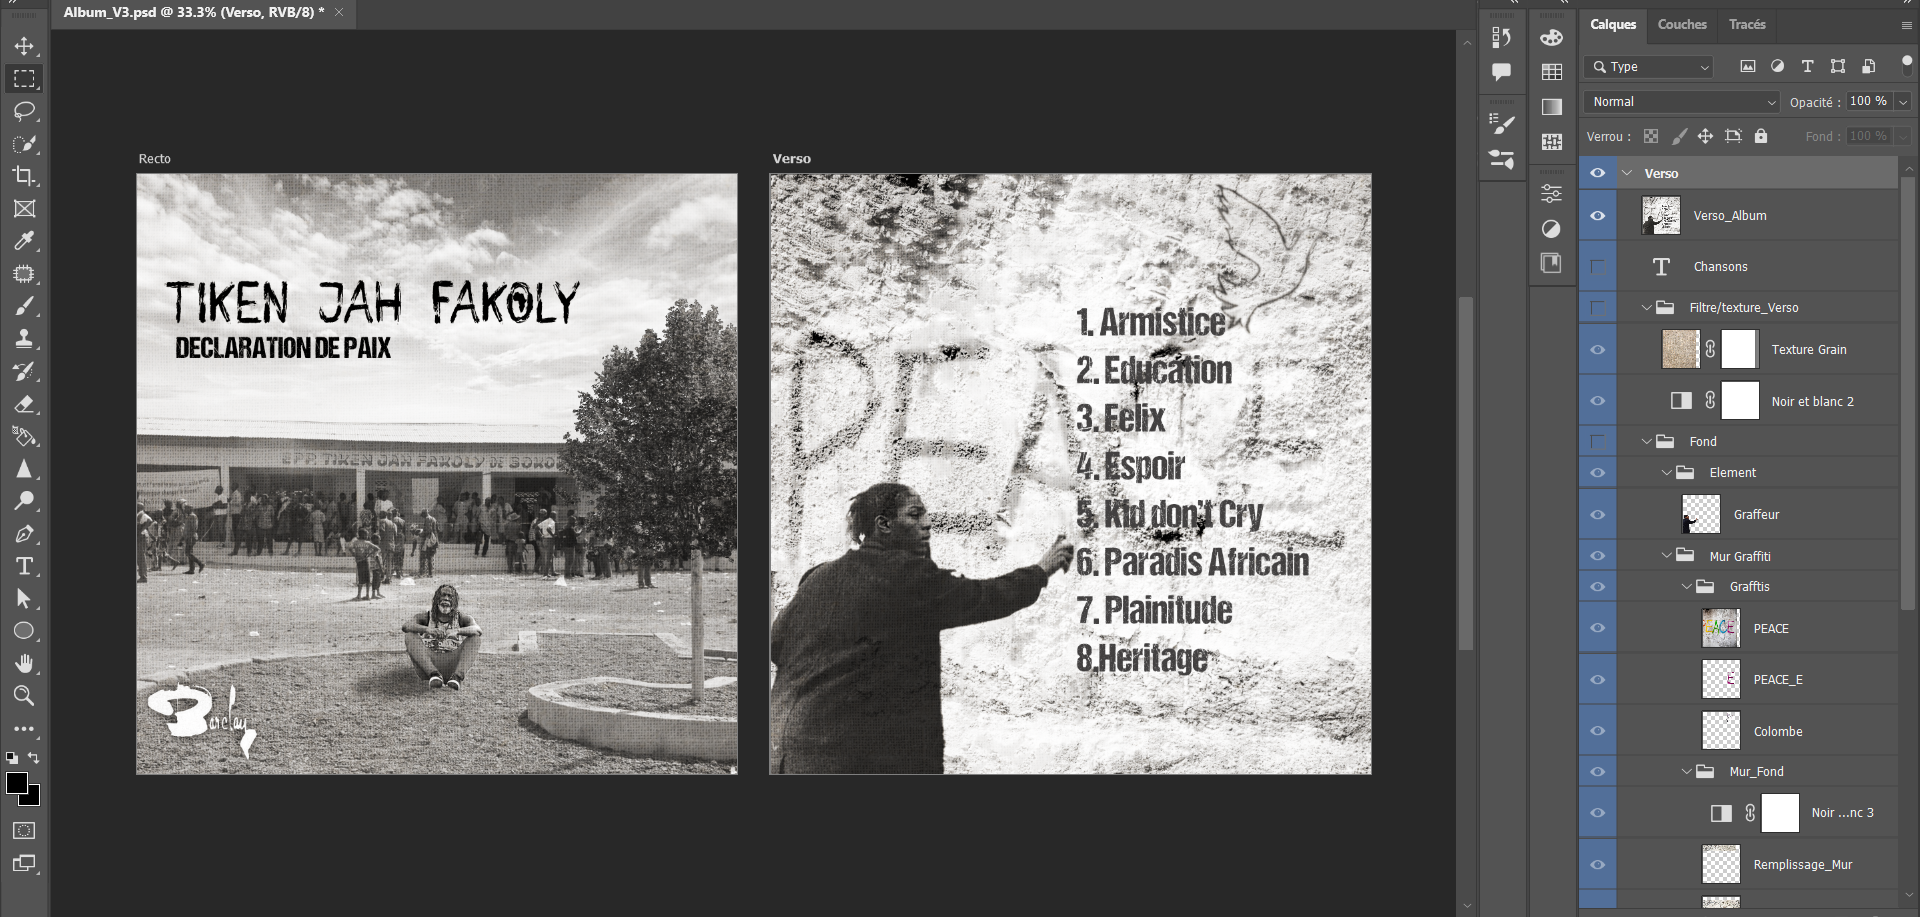 Album_V3.psd @ 33.3% (Verso, RVB/8) *
Recto
Verso
TIKEN JAH FAKOLY
DECLARATION DE PAIX
EPP. TIKEN JAH FAKOLY DE
Barclay
PEACE
1. Armistice
2. Education
3. Eelix
4. Espoir
5. Kid don't Cry
6. Paradis Africain
7. Plainitude
8.Heritage
Calques
Couches
Tracés
Type
Normal
Opacité : 100 %
Verrou :
Fond : 100 %
Verso
Verso_Album
Chansons
Filtre/texture_Verso
Texture Grain
Noir et blanc 2
Fond
Element
Graffeur
Mur Graffiti
Grafftis
PEACE
PEACE_E
Colombe
Mur_Fond
Noir ...nc 3
Remplissage_Mur